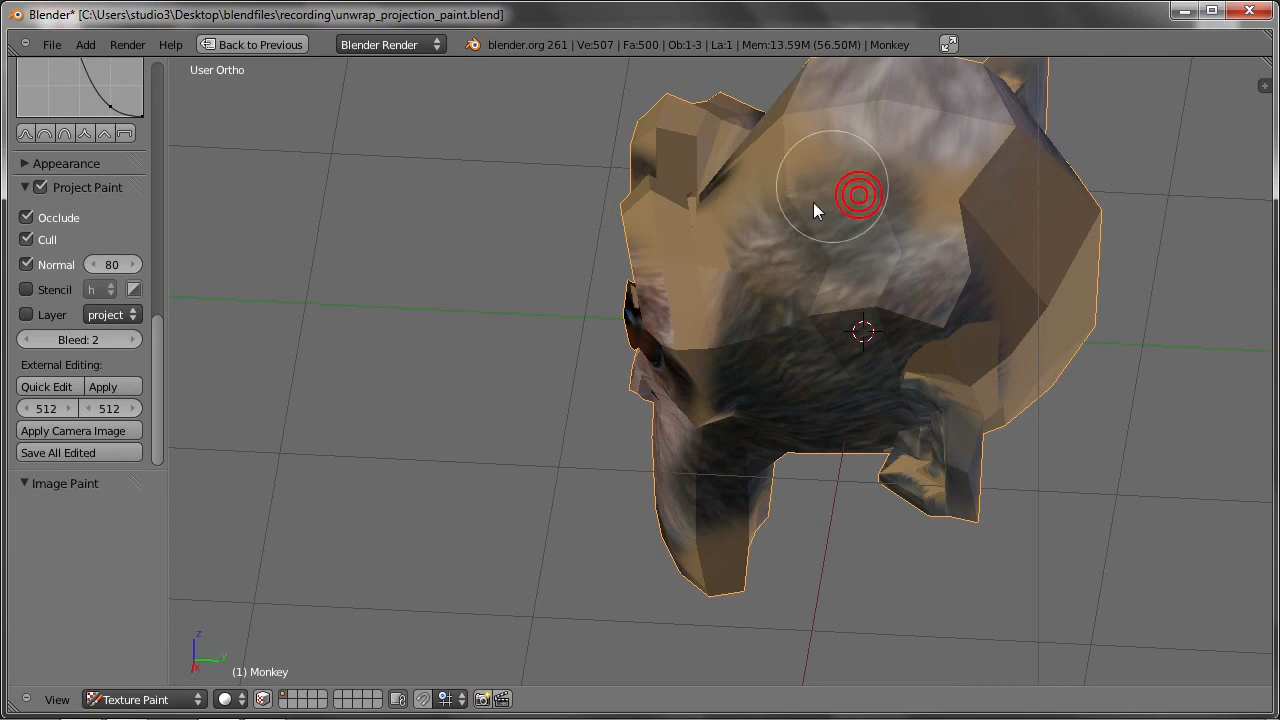 Blender* [C:\Users\studio3\Desktop\blendfiles\recording\unwrap_projection_paint.blend]
File Add Render Help Back to Previous Blender Render blender.org 261 | Ve:507 | Fa:500 | Ob:1-3 | La:1 | Mem:13.59M (56.50M) | Monkey
User Ortho
Appearance
Project Paint
Occlude
Cull
Normal 80
Stencil h
Layer project
Bleed: 2
External Editing:
Quick Edit Apply
512 512
Apply Camera Image
Save All Edited
Image Paint
z
y
x
(1) Monkey
View Texture Paint